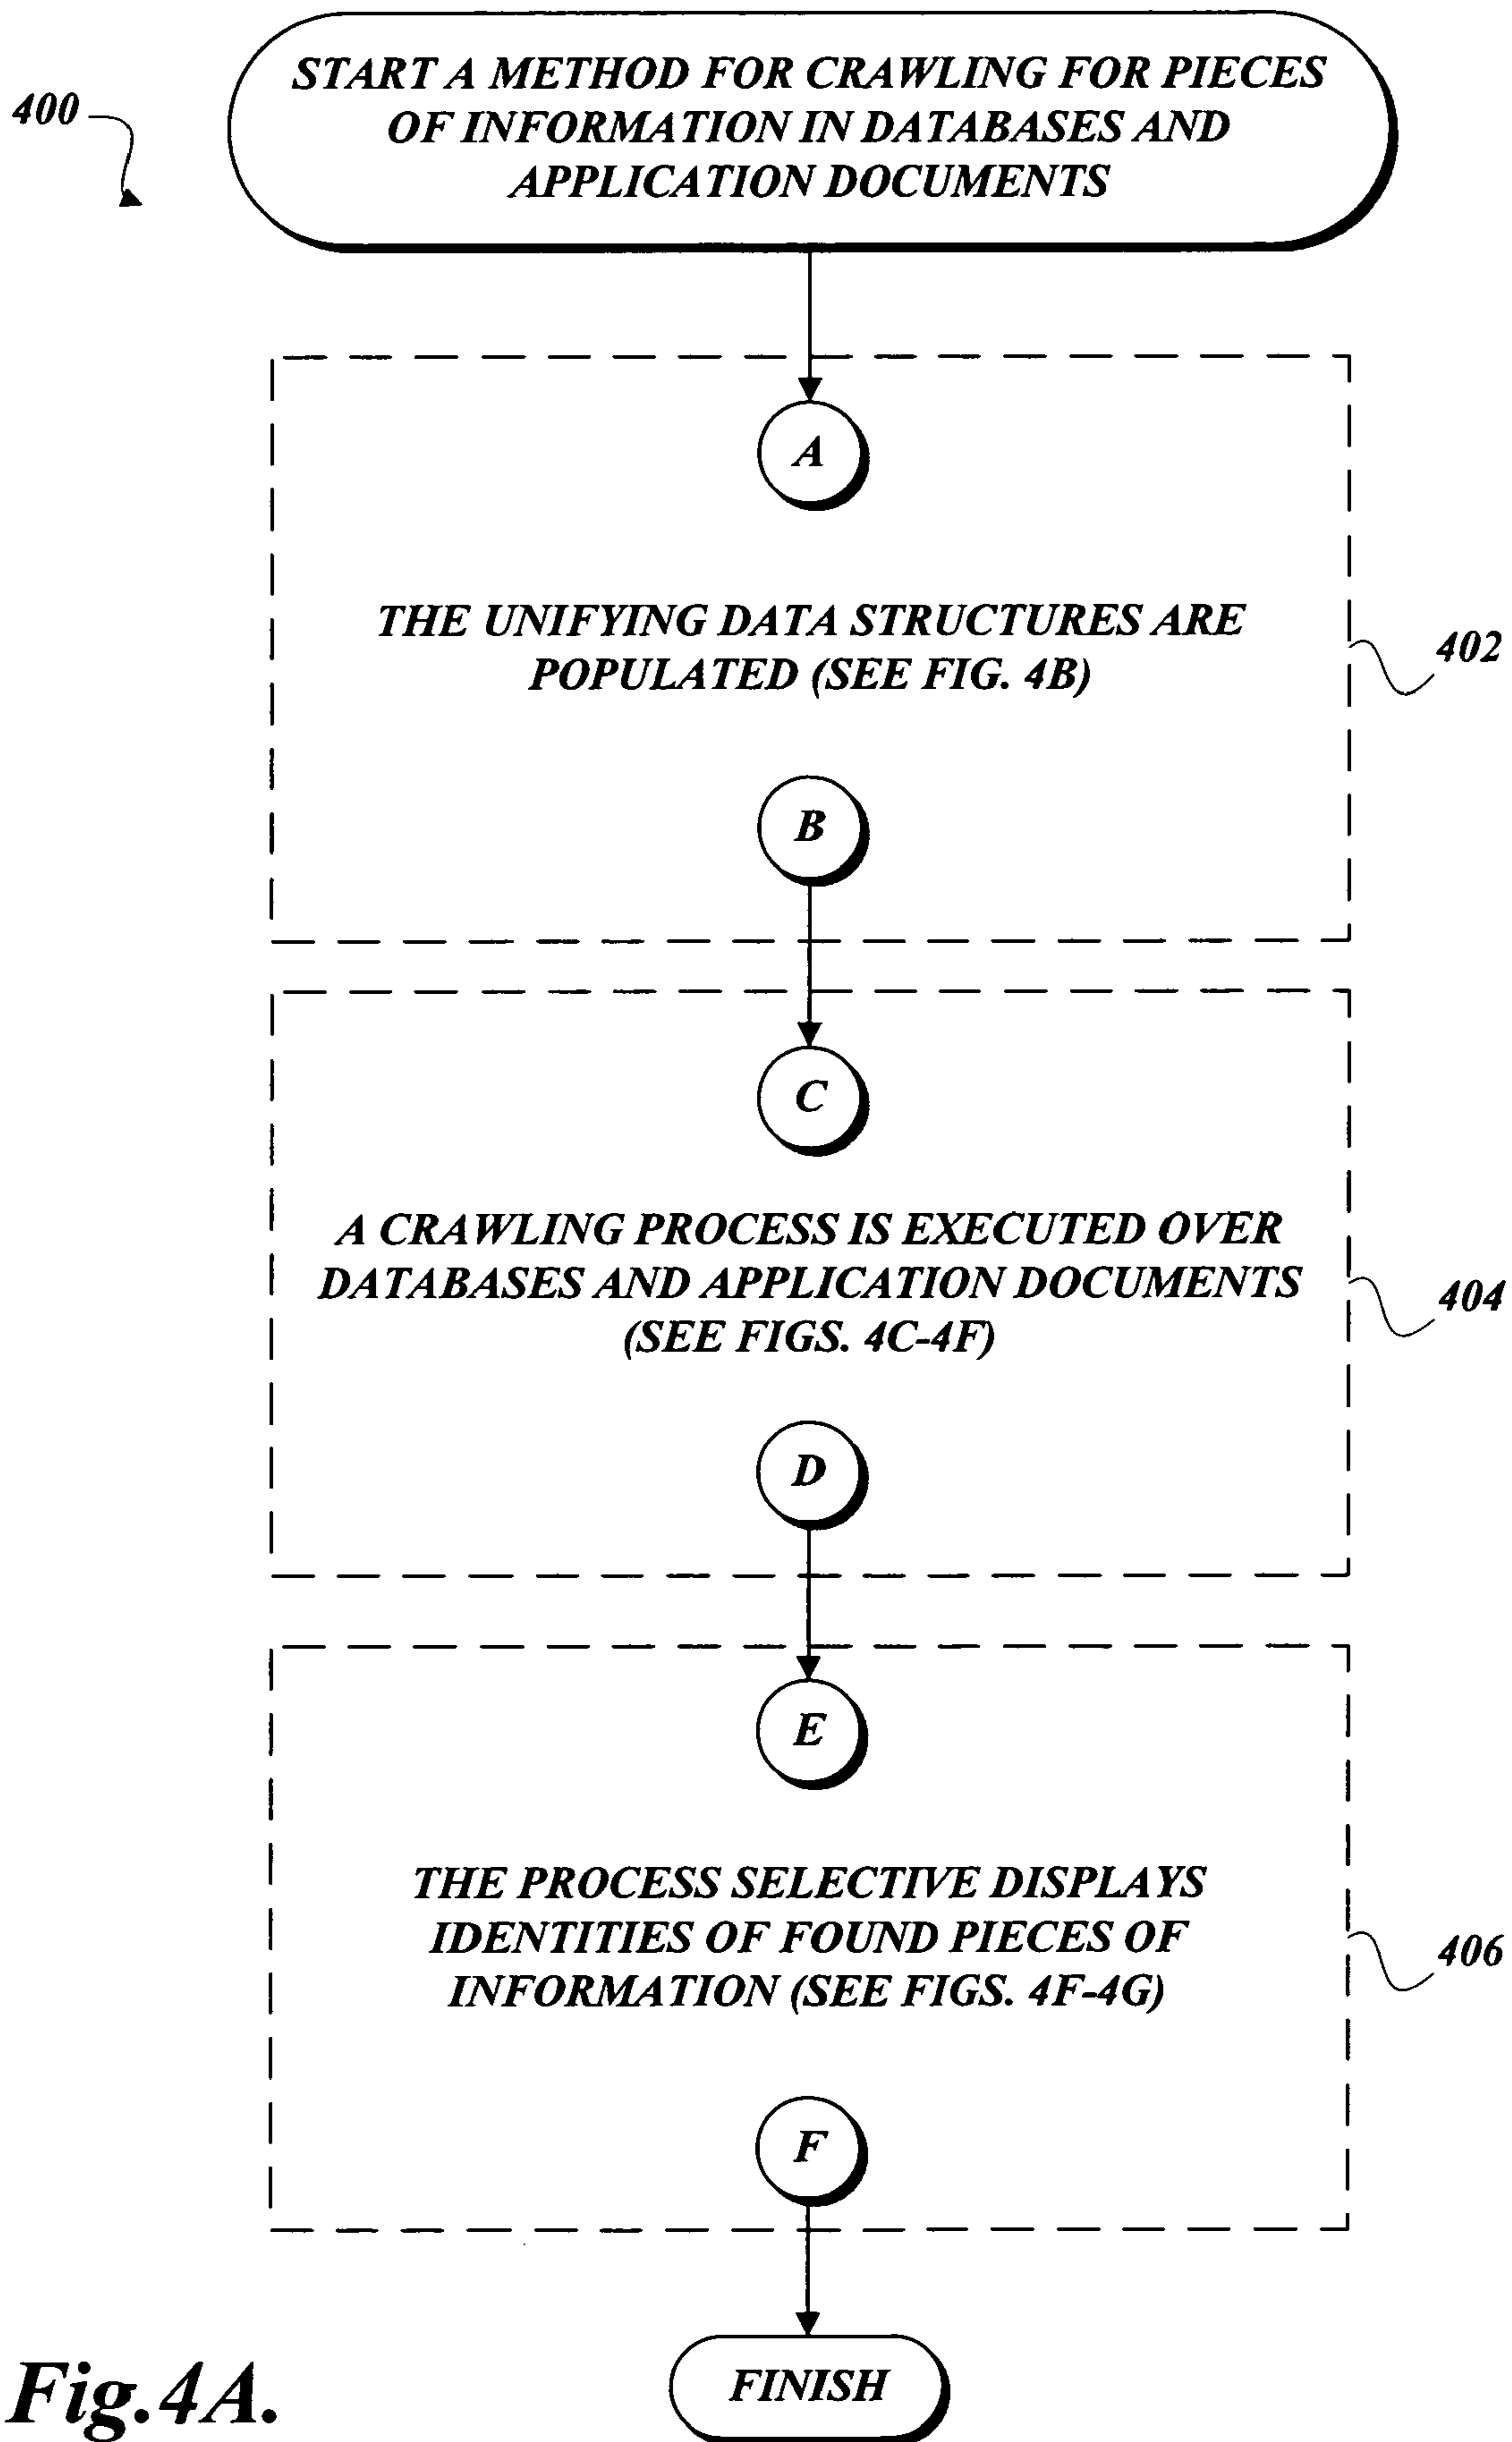 START A METHOD FOR CRAWLING FOR PIECES
OF INFORMATION IN DATABASES AND
APPLICATION DOCUMENTS
400
A
THE UNIFYING DATA STRUCTURES ARE
POPULATED (SEE FIG. 4B)
402
B
C
A CRAWLING PROCESS IS EXECUTED OVER
DATABASES AND APPLICATION DOCUMENTS
(SEE FIGS. 4C-4F)
404
D
E
THE PROCESS SELECTIVE DISPLAYS
IDENTITIES OF FOUND PIECES OF
INFORMATION (SEE FIGS. 4F-4G)
406
F
FINISH
Fig.4A.